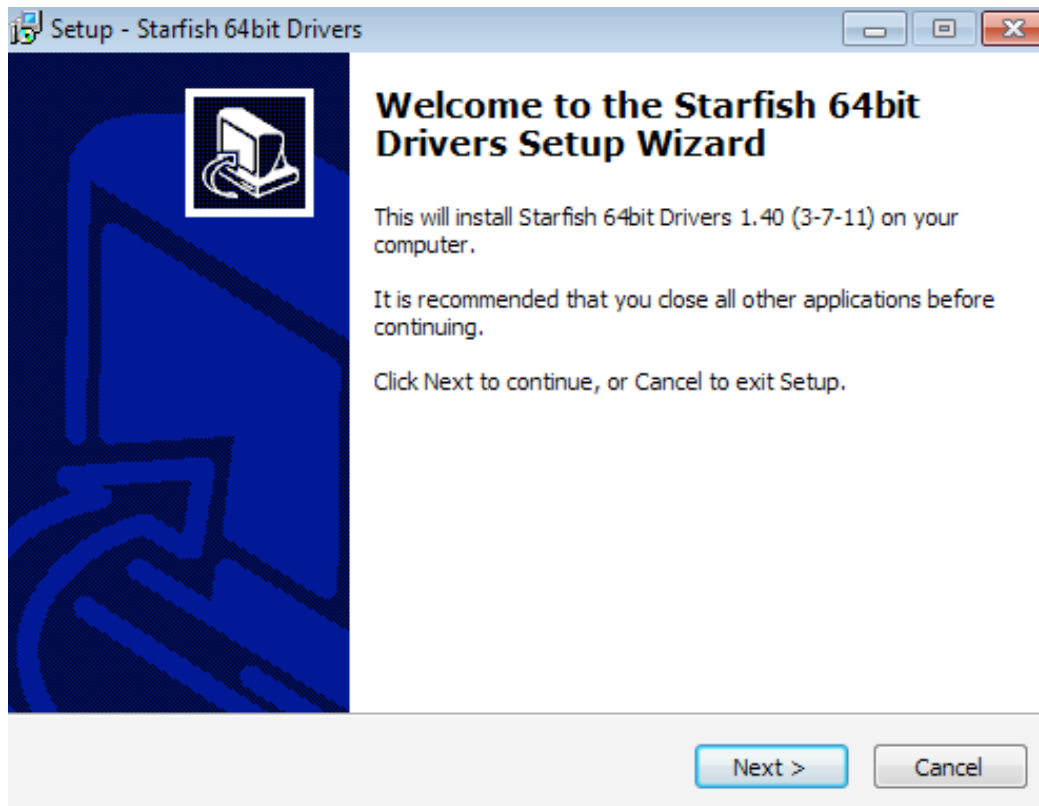 Setup - Starfish 64bit Drivers
Welcome to the Starfish 64bit
Drivers Setup Wizard
This will install Starfish 64bit Drivers 1.40 (3-7-11) on your
computer.
It is recommended that you close all other applications before
continuing.
Click Next to continue, or Cancel to exit Setup.
Next >
Cancel